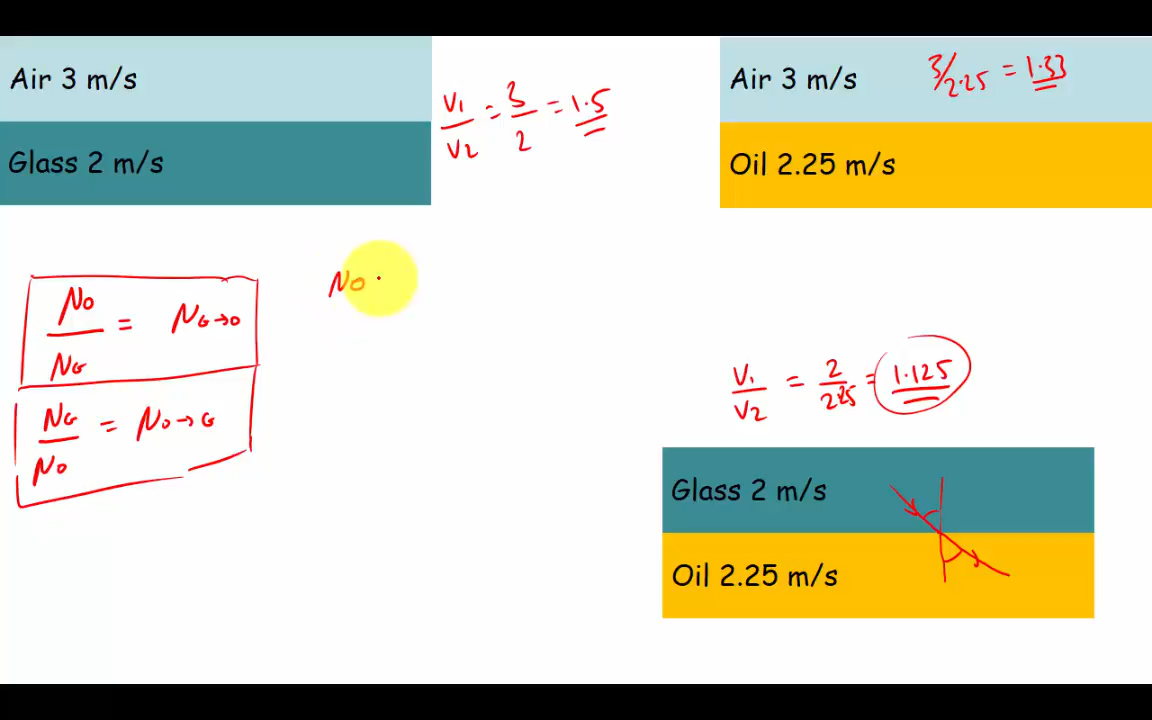 Air 3 m/s
Glass 2 m/s
V1/V2 = 3/2 = 1.5
Air 3 m/s
3/2.25 = 1.33
Oil 2.25 m/s
No/NG = NG→O
NG/No = NO→G
No
V1/V2 = 2/2.25 = 1.125
Glass 2 m/s
Oil 2.25 m/s